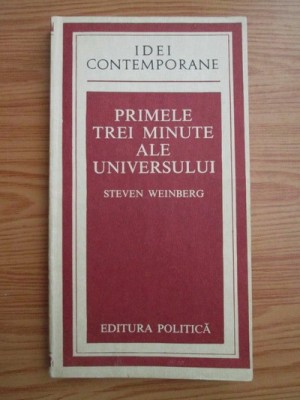 IDEI
CONTEMPORANE
PRIMELE
TREI MINUTE
ALE
UNIVERSULUI
STEVEN WEINBERG
EDITURA POLITICĂ